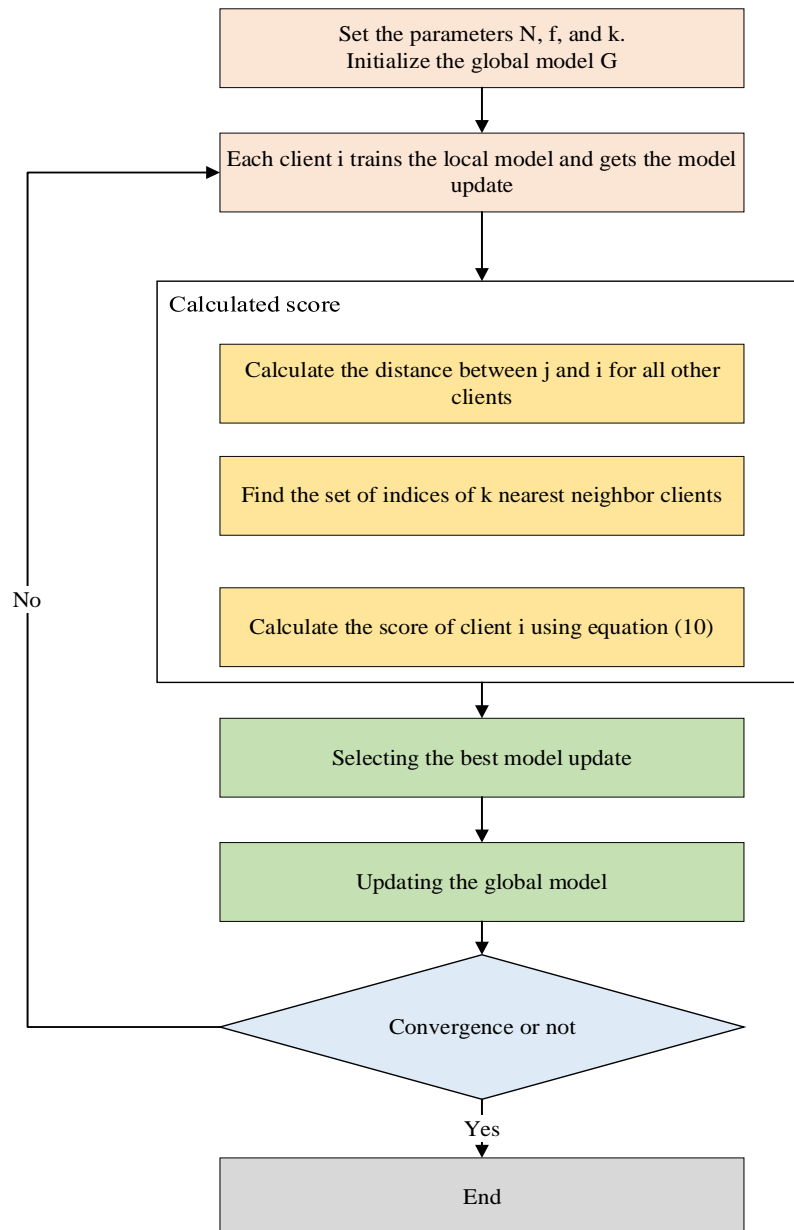 Set the parameters N, f, and k.
Initialize the global model G
Each client i trains the local model and gets the model
update
Calculated score
Calculate the distance between j and i for all other
clients
Find the set of indices of k nearest neighbor clients
Calculate the score of client i using equation (10)
No
Selecting the best model update
Updating the global model
Convergence or not
Yes
End